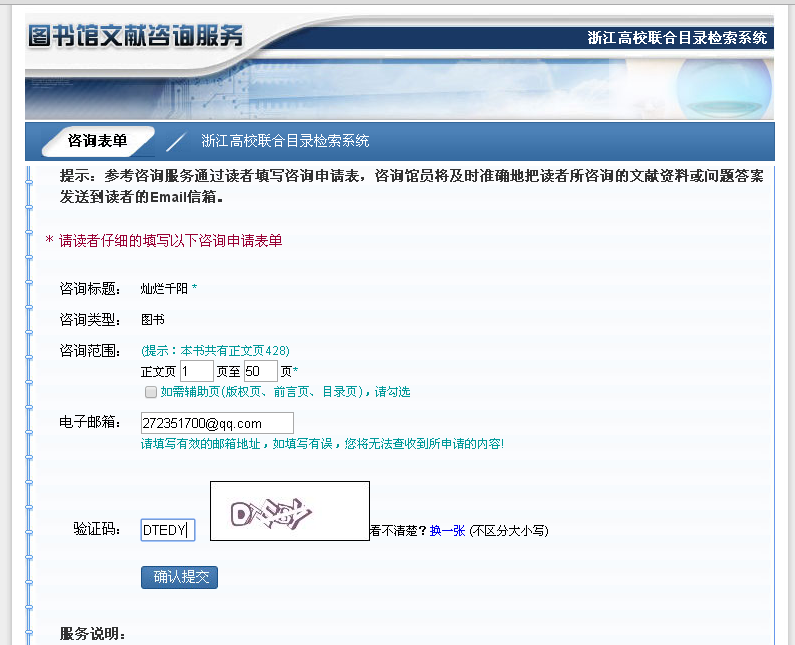 图书馆文献咨询服务
浙江高校联合目录检索系统
咨询表单 浙江高校联合目录检索系统
提示：参考咨询服务通过读者填写咨询申请表，咨询馆员将及时准确地把读者所咨询的文献资料或问题答案
发送到读者的Email信箱。
* 请读者仔细的填写以下咨询申请表单
咨询标题： 灿烂千阳 *
咨询类型： 图书
咨询范围： (提示：本书共有正文页428)
正文页 1 页至 50 页*
如需辅助页(版权页、前言页、目录页)，请勾选
电子邮箱： 272351700@qq.com
请填写有效的邮箱地址，如填写有误，您将无法查收到所申请的内容!
验证码： DTEDY 看不清楚? 换一张 (不区分大小写)
确认提交
服务说明：